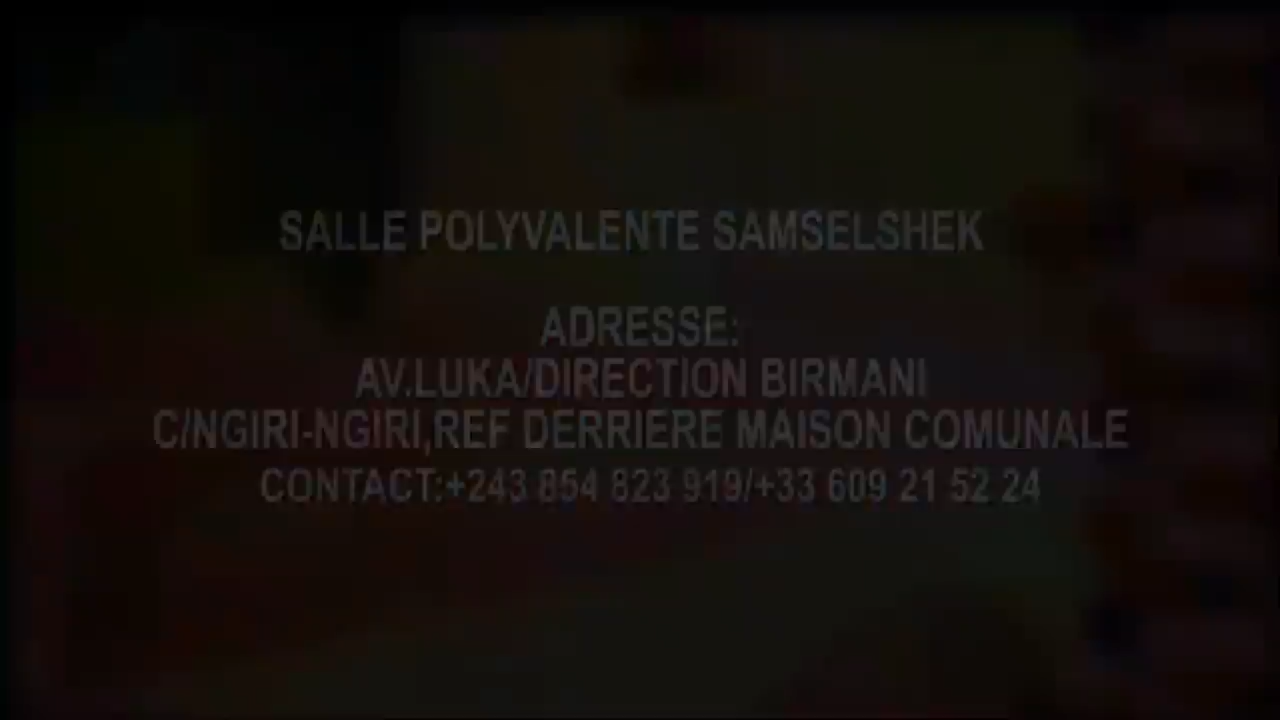 SALLE POLYVALENTE SAMSELSHEK
ADRESSE:
AV.LUKA/DIRECTION BIRMANI
C/NGIRI-NGIRI,REF DERRIERE MAISON COMUNALE
CONTACT:+243 854 823 919/+33 609 21 52 24